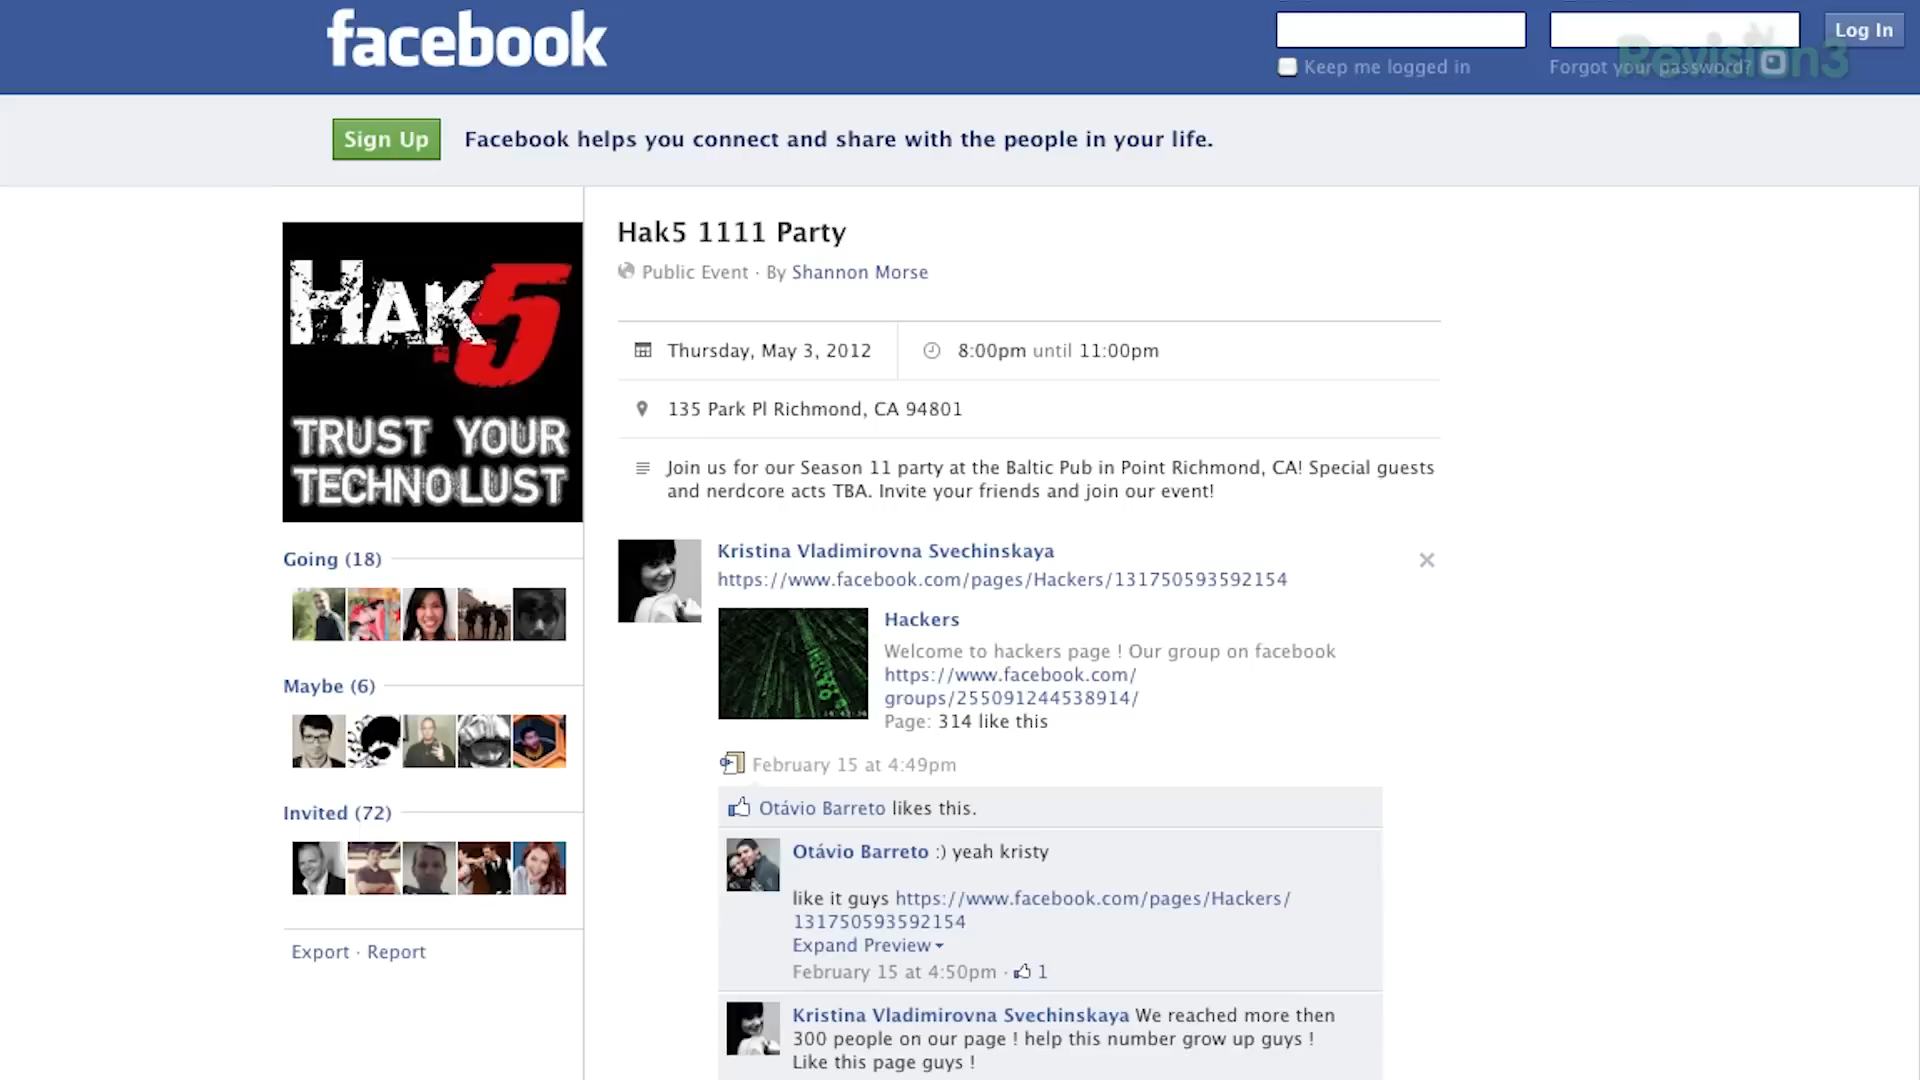 facebook
Log In
Keep me logged in
Forgot your password?
Revision3
Sign Up
Facebook helps you connect and share with the people in your life.
HAK.5
TRUST YOUR
TECHNOLUST
Hak5 1111 Party
Public Event · By Shannon Morse
Thursday, May 3, 2012
8:00pm until 11:00pm
135 Park Pl Richmond, CA 94801
Join us for our Season 11 party at the Baltic Pub in Point Richmond, CA! Special guests
and nerdcore acts TBA. Invite your friends and join our event!
Going (18)
Maybe (6)
Invited (72)
Export · Report
Kristina Vladimirovna Svechinskaya
https://www.facebook.com/pages/Hackers/131750593592154
Hackers
Welcome to hackers page ! Our group on facebook
https://www.facebook.com/
groups/255091244538914/
Page: 314 like this
February 15 at 4:49pm
Otávio Barreto likes this.
Otávio Barreto :) yeah kristy
like it guys https://www.facebook.com/pages/Hackers/
131750593592154
Expand Preview
February 15 at 4:50pm · 1
Kristina Vladimirovna Svechinskaya We reached more then
300 people on our page ! help this number grow up guys !
Like this page guys !